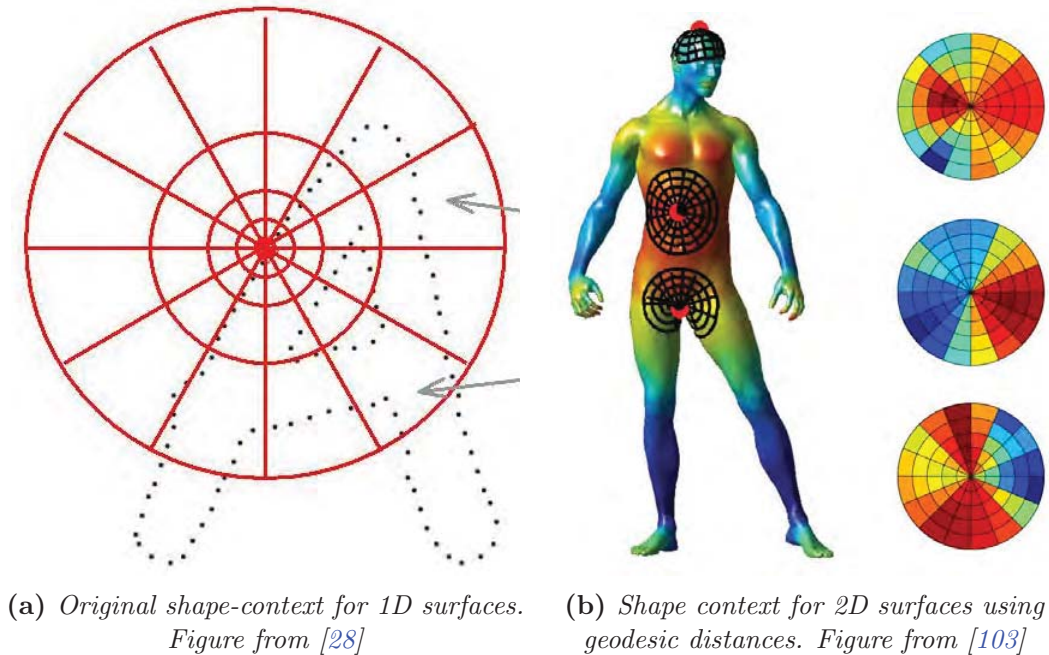 (a) Original shape-context for 1D surfaces.
Figure from [28]
(b) Shape context for 2D surfaces using
geodesic distances. Figure from [103]